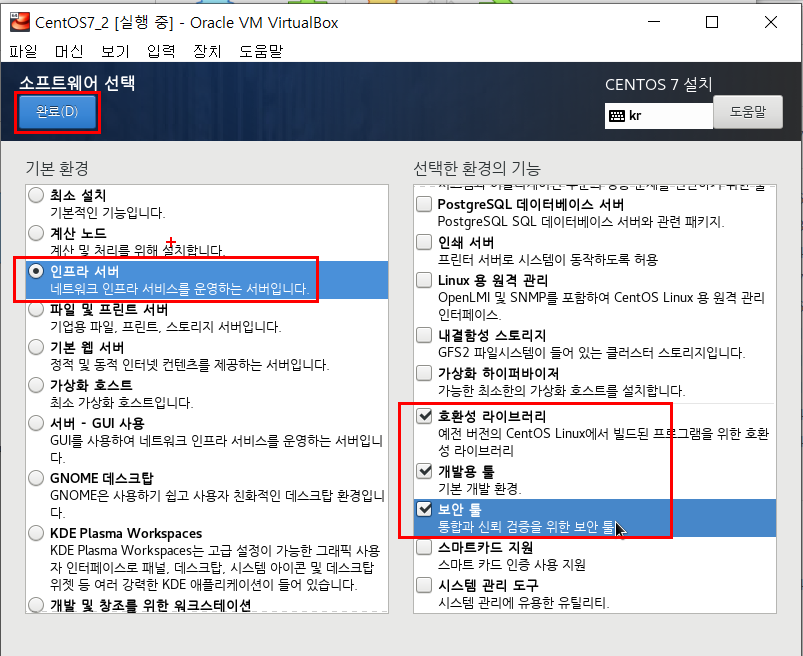 CentOS7_2 [실행 중] - Oracle VM VirtualBox
파일 머신 보기 입력 장치 도움말
소프트웨어 선택
CENTOS 7 설치
완료(D)
kr
도움말
기본 환경
최소 설치
기본적인 기능입니다.
계산 노드
계산 및 처리를 위해 설치합니다.
인프라 서버
네트워크 인프라 서비스를 운영하는 서버입니다.
파일 및 프린트 서버
기업용 파일, 프린트, 스토리지 서버입니다.
기본 웹 서버
정적 및 동적 인터넷 컨텐츠를 제공하는 서버입니다.
가상화 호스트
최소 가상화 호스트입니다.
서버 - GUI 사용
GUI를 사용하여 네트워크 인프라 서비스를 운영하는 서버입니
다.
GNOME 데스크탑
GNOME은 사용하기 쉽고 사용자 친화적인 데스크탑 환경입니
다.
KDE Plasma Workspaces
KDE Plasma Workspaces는 고급 설정이 가능한 그래픽 사용
자 인터페이스로 패널, 데스크탑, 시스템 아이콘 및 데스크탑
위젯 등 여러 강력한 KDE 애플리케이션이 들어 있습니다.
개발 및 창조를 위한 워크스테이션
선택한 환경의 기능
PostgreSQL 데이터베이스 서버
PostgreSQL SQL 데이터베이스 서버와 관련 패키지.
인쇄 서버
프린터 서버로 시스템이 동작하도록 허용
Linux 용 원격 관리
OpenLMI 및 SNMP를 포함하여 CentOS Linux 용 원격 관리
인터페이스.
내결함성 스토리지
GFS2 파일시스템이 들어 있는 클러스터 스토리지입니다.
가상화 하이퍼바이저
가능한 최소한의 가상화 호스트를 설치합니다.
호환성 라이브러리
예전 버전의 CentOS Linux에서 빌드된 프로그램을 위한 호환
성 라이브러리
개발용 툴
기본 개발 환경.
보안 툴
통합과 신뢰 검증을 위한 보안 툴
스마트카드 지원
스마트 카드 인증 사용 지원
시스템 관리 도구
시스템 관리에 유용한 유틸리티.